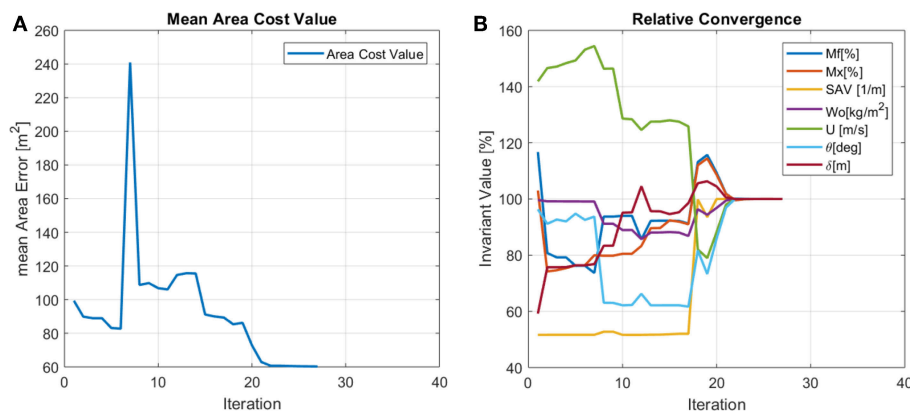 A
Mean Area Cost Value
mean Area Error [m²]
260
240
220
200
180
160
140
120
100
80
60
0
10
20
30
40
Iteration
Area Cost Value
B
Relative Convergence
Invariant Value [%]
160
140
120
100
80
60
40
0
10
20
30
40
Iteration
Mf[%]
Mx[%]
SAV [1/m]
Wo[kg/m²]
U [m/s]
θ[deg]
δ[m]